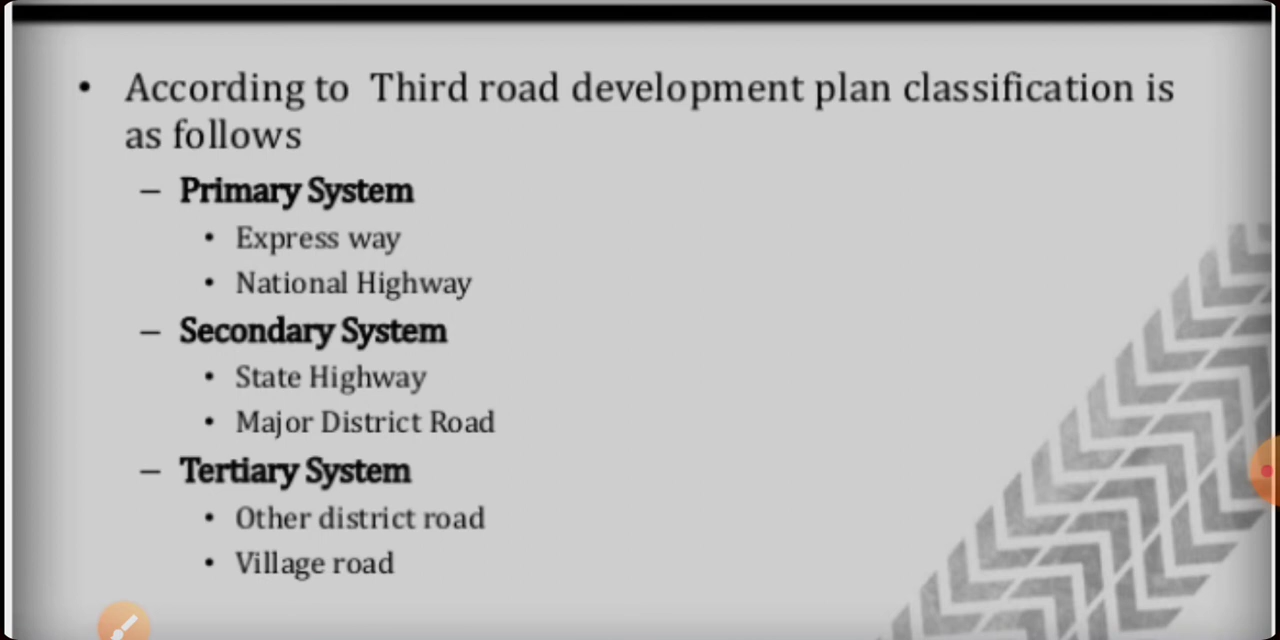 • According to Third road development plan classification is
as follows
– Primary System
• Express way
• National Highway
– Secondary System
• State Highway
• Major District Road
– Tertiary System
• Other district road
• Village road